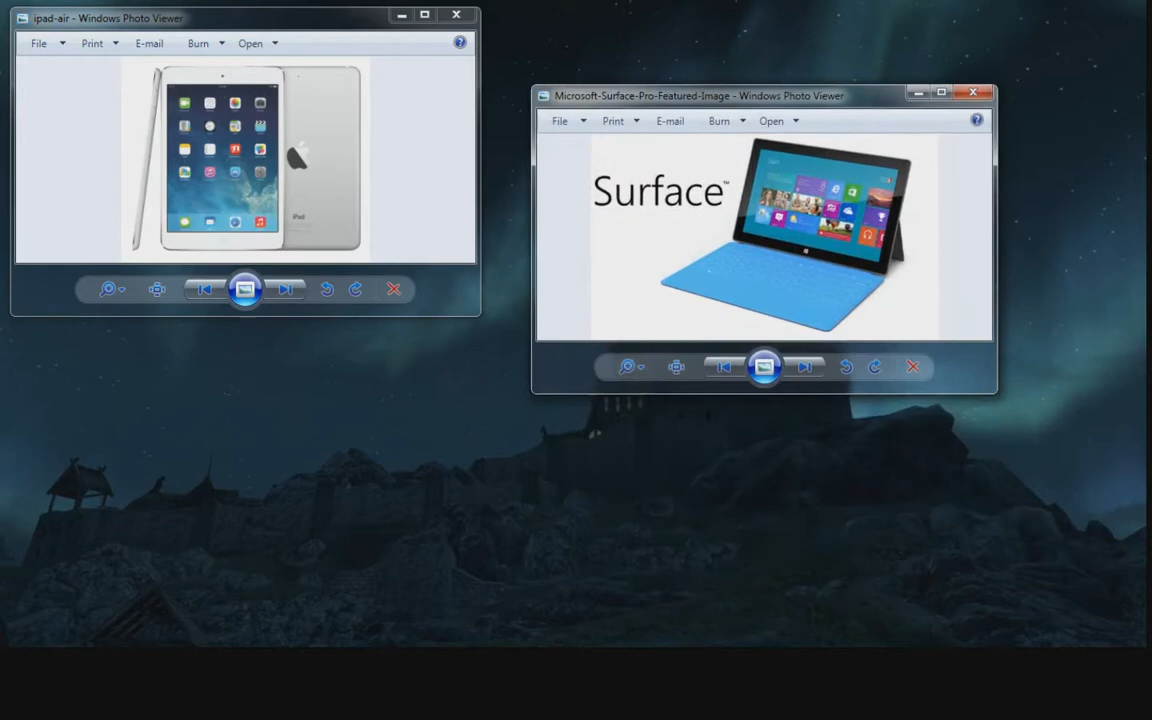 ipad-air - Windows Photo Viewer
File Print E-mail Burn Open
iPad
Microsoft-Surface-Pro-Featured-Image - Windows Photo Viewer
File Print E-mail Burn Open
Surface™